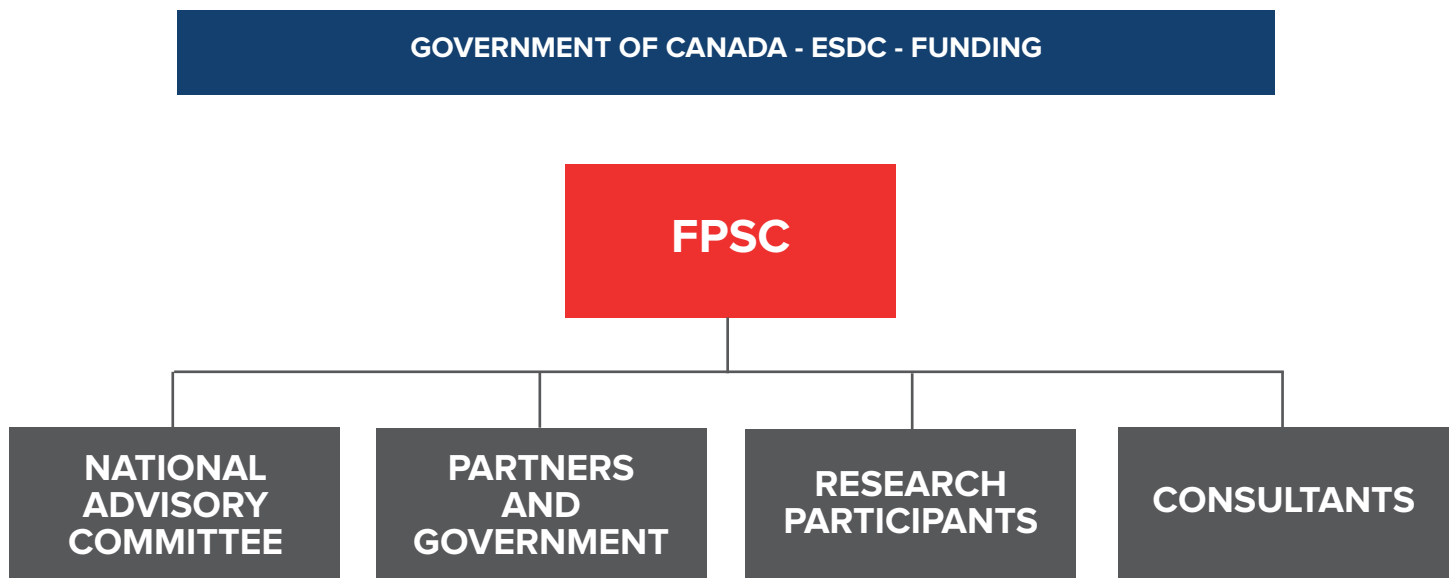 GOVERNMENT OF CANADA - ESDC - FUNDING
FPSC
NATIONAL
ADVISORY
COMMITTEE
PARTNERS
AND
GOVERNMENT
RESEARCH
PARTICIPANTS
CONSULTANTS